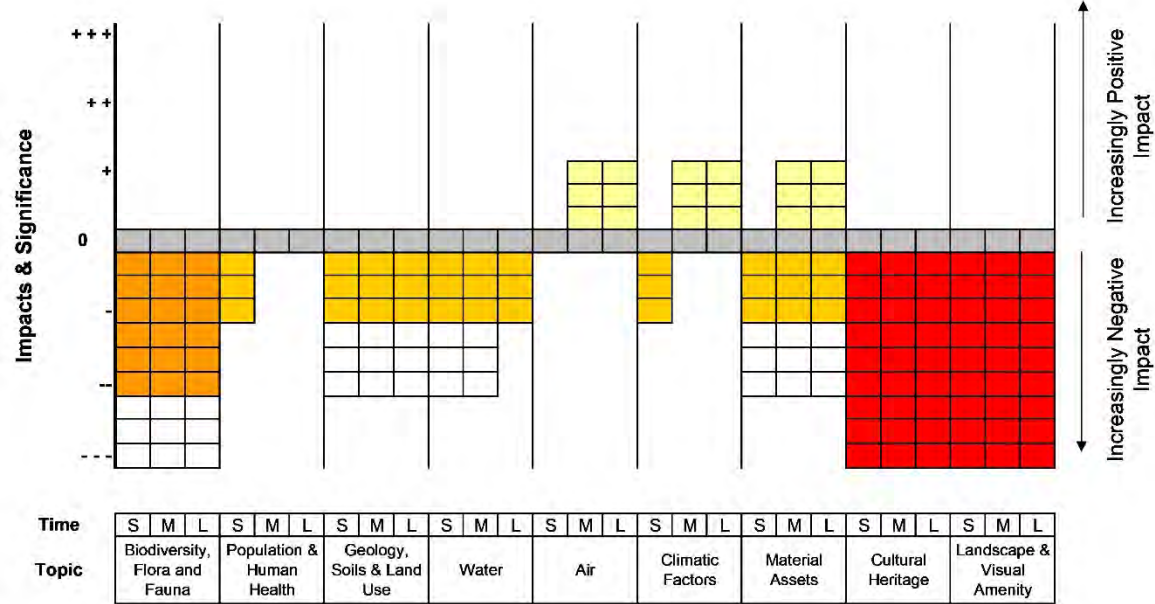 Impacts & Significance
+ + +
+ +
+
0
-
--
- - -
Increasingly Positive
Impact
Increasingly Negative
Impact
Time S M L S M L S M L S M L S M L S M L S M L S M L S M L
Topic
Biodiversity,
Flora and
Fauna
Population &
Human
Health
Geology,
Soils & Land
Use
Water
Air
Climatic
Factors
Material
Assets
Cultural
Heritage
Landscape &
Visual
Amenity